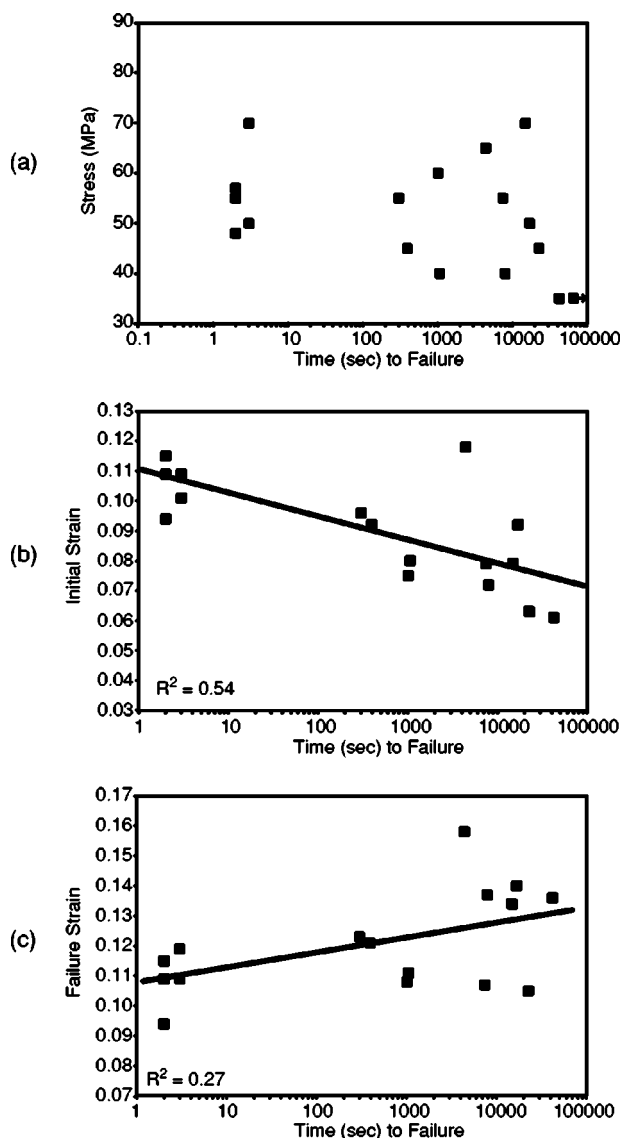 (a)
Stress (MPa)
90
80
70
60
50
40
30
0.1 1 10 100 1000 10000 100000
Time (sec) to Failure
(b)
Initial Strain
0.13
0.12
0.11
0.10
0.09
0.08
0.07
0.06
0.05
0.04
0.03
R² = 0.54
1 10 100 1000 10000 100000
Time (sec) to Failure
(c)
Failure Strain
0.17
0.16
0.15
0.14
0.13
0.12
0.11
0.10
0.09
0.08
0.07
R² = 0.27
1 10 100 1000 10000 100000
Time (sec) to Failure